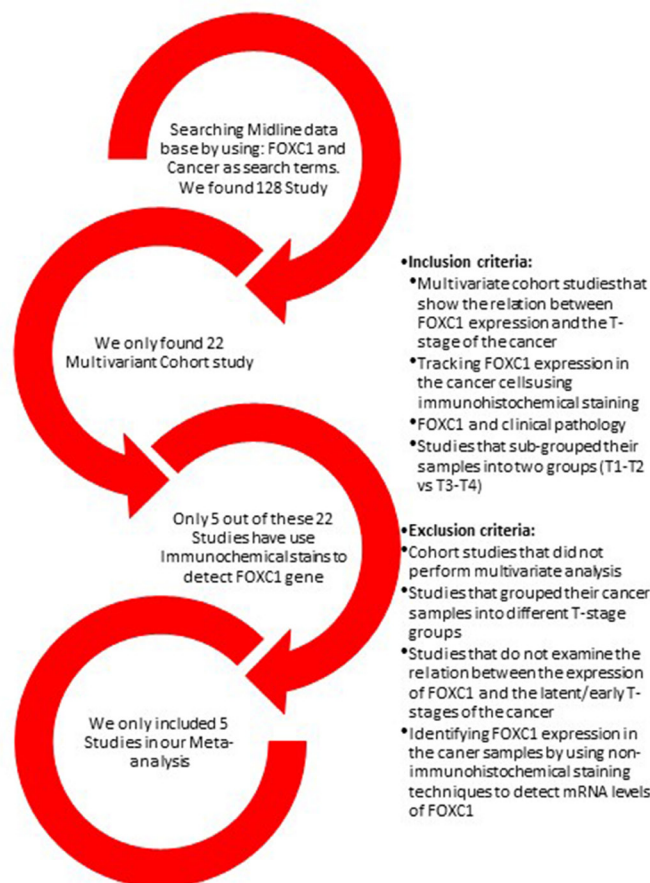 Searching Midline data
base by using: FOXC1 and
Cancer as search terms.
We found 128 Study
We only found 22
Multivariant Cohort study
Only 5 out of these 22
Studies have use
Immunochemical stains to
detect FOXC1 gene
We only included 5
Studies in our Meta-
analysis
•Inclusion criteria:
•Multivariate cohort studies that
show the relation between
FOXC1 expression and the T-
stage of the cancer
•Tracking FOXC1 expression in
the cancer cells using
immunohistochemical staining
•FOXC1 and clinical pathology
•Studies that sub-grouped their
samples into two groups (T1-T2
vs T3-T4)
•Exclusion criteria:
•Cohort studies that did not
perform multivariate analysis
•Studies that grouped their cancer
samples into different T-stage
groups
•Studies that do not examine the
relation between the expression
of FOXC1 and the latent/early T-
stages of the cancer
•Identifying FOXC1 expression in
the caner samples by using non-
immunohistochemical staining
techniques to detect mRNA levels
of FOXC1